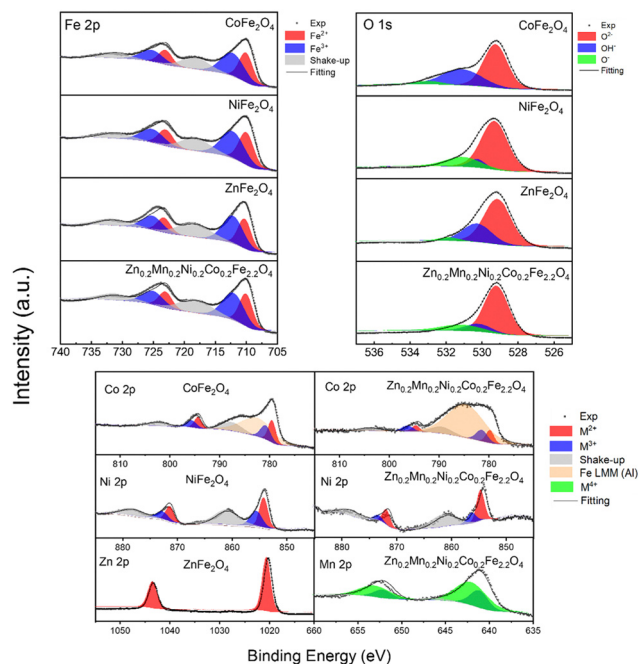 Fe 2p
CoFe₂O₄
Exp
Fe²⁺
Fe³⁺
Shake-up
Fitting
NiFe₂O₄
ZnFe₂O₄
Zn₀.₂Mn₀.₂Ni₀.₂Co₀.₂Fe₂.₂O₄
740 735 730 725 720 715 710 705
O 1s
CoFe₂O₄
Exp
O²⁻
OH⁻
O⁻
Fitting
NiFe₂O₄
ZnFe₂O₄
Zn₀.₂Mn₀.₂Ni₀.₂Co₀.₂Fe₂.₂O₄
536 533 530 527
Intensity (a.u.)
Co 2p CoFe₂O₄
810 800 790 780
Co 2p Zn₀.₂Mn₀.₂Ni₀.₂Co₀.₂Fe₂.₂O₄
810 800 790 780
Ni 2p NiFe₂O₄
880 870 860 850
Ni 2p Zn₀.₂Mn₀.₂Ni₀.₂Co₀.₂Fe₂.₂O₄
880 870 860 850
Zn 2p ZnFe₂O₄
1050 1040 1030 1020
Mn 2p Zn₀.₂Mn₀.₂Ni₀.₂Co₀.₂Fe₂.₂O₄
660 655 650 645 640 635
Exp
M²⁺
M³⁺
Shake-up
Fe LMM (Al)
M⁴⁺
Fitting
Binding Energy (eV)